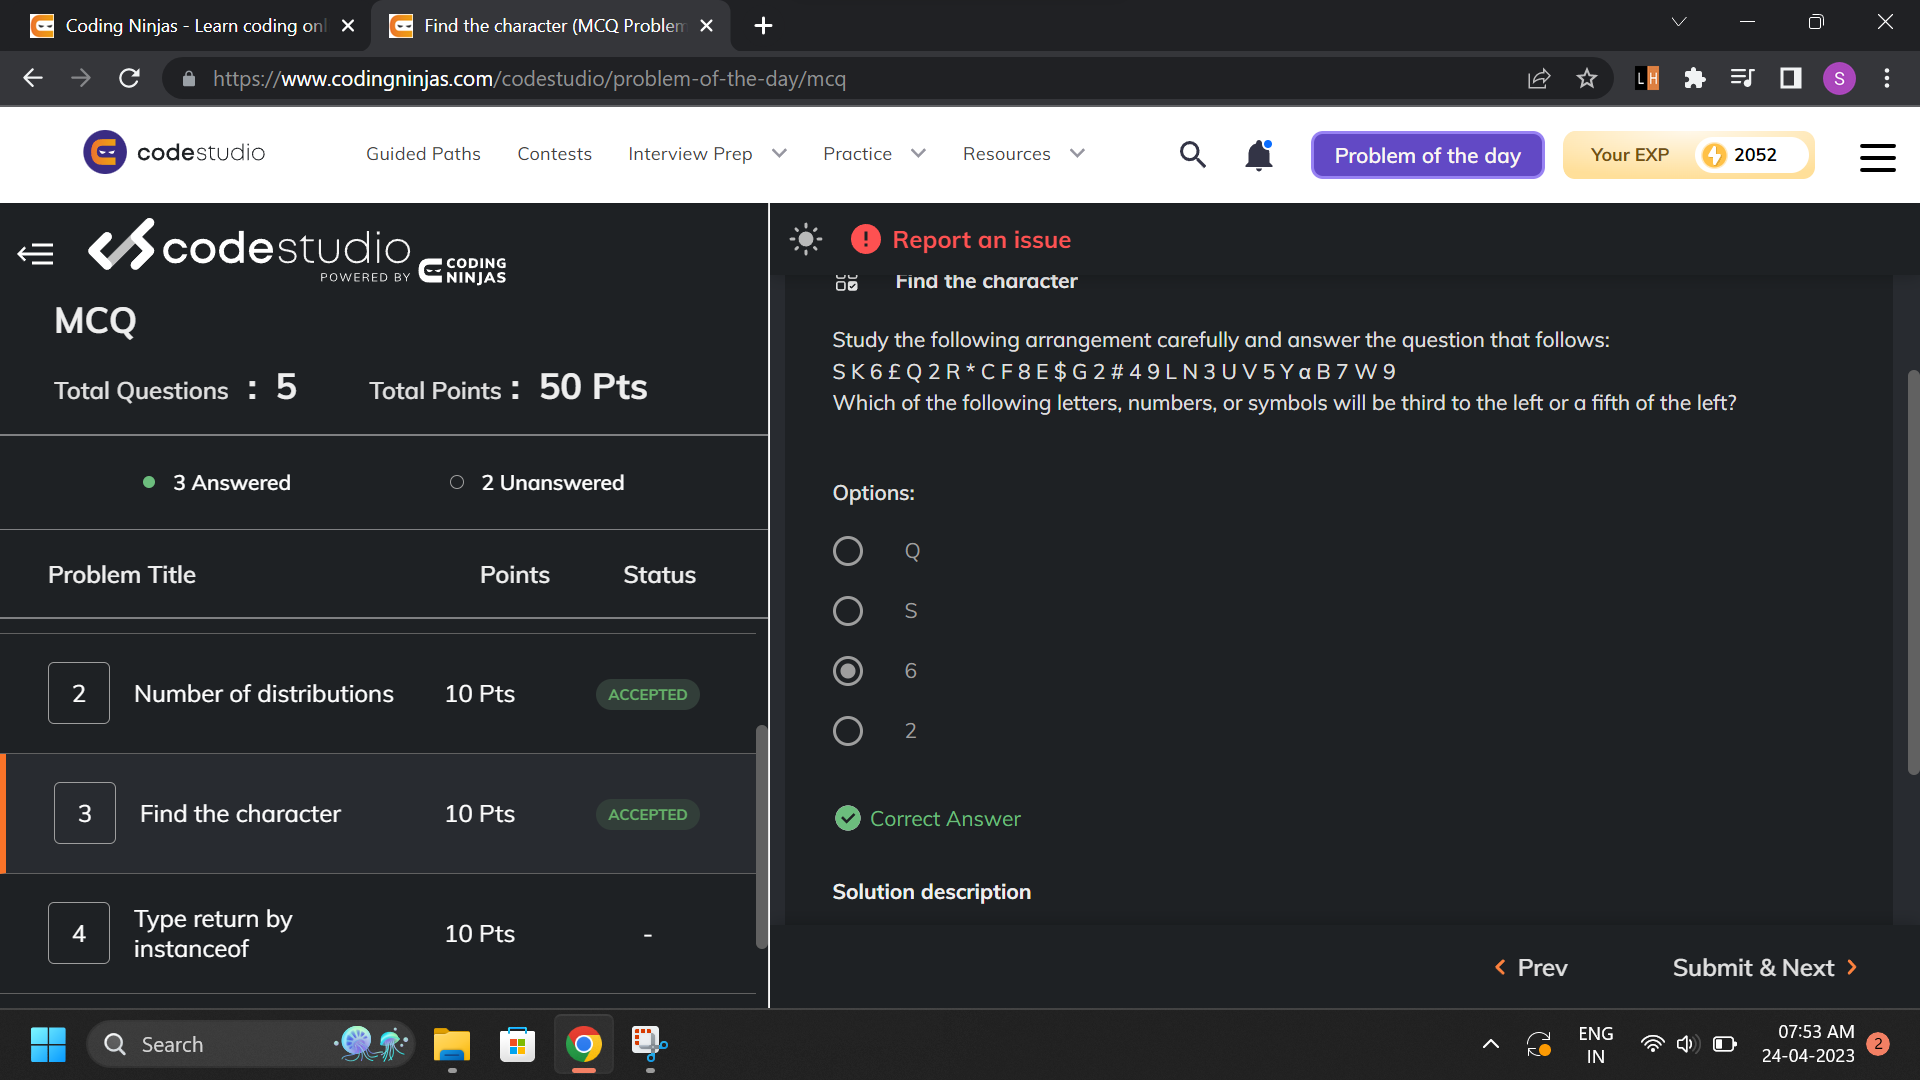 Coding Ninjas - Learn coding onl
Find the character (MCQ Problem
https://www.codingninjas.com/codestudio/problem-of-the-day/mcq
LH
S
codestudio
Guided Paths
Contests
Interview Prep
Practice
Resources
Problem of the day
Your EXP
2052
codestudio
POWERED BY
CODING
NINJAS
Report an issue
MCQ
Total Questions : 5
Total Points : 50 Pts
3 Answered
2 Unanswered
Problem Title
Points
Status
2
Number of distributions
10 Pts
ACCEPTED
3
Find the character
10 Pts
ACCEPTED
4
Type return by
instanceof
10 Pts
-
Find the character
Study the following arrangement carefully and answer the question that follows:
S K 6 £ Q 2 R * C F 8 E $ G 2 # 4 9 L N 3 U V 5 Y α B 7 W 9
Which of the following letters, numbers, or symbols will be third to the left or a fifth of the left?
Options:
Q
S
6
2
Correct Answer
Solution description
Prev
Submit & Next
Search
ENG
IN
07:53 AM
24-04-2023
2